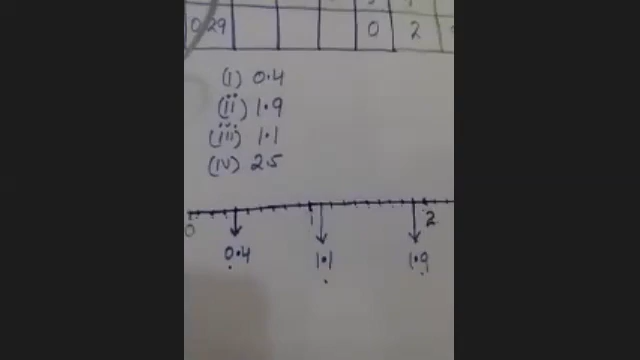 0.29 0 2
(i) 0.4
(ii) 1.9
(iii) 1.1
(iv) 2.5
0 1 2
0.4 1.1 1.9